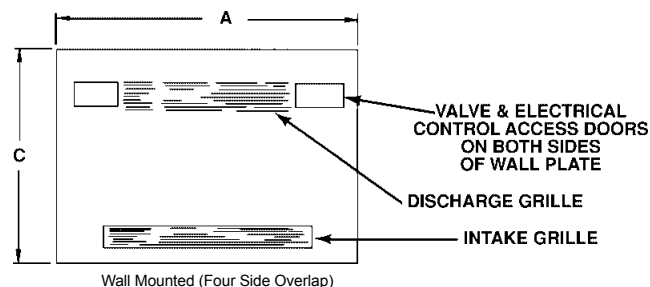 A
C
VALVE & ELECTRICAL
CONTROL ACCESS DOORS
ON BOTH SIDES
OF WALL PLATE
DISCHARGE GRILLE
INTAKE GRILLE
Wall Mounted (Four Side Overlap)